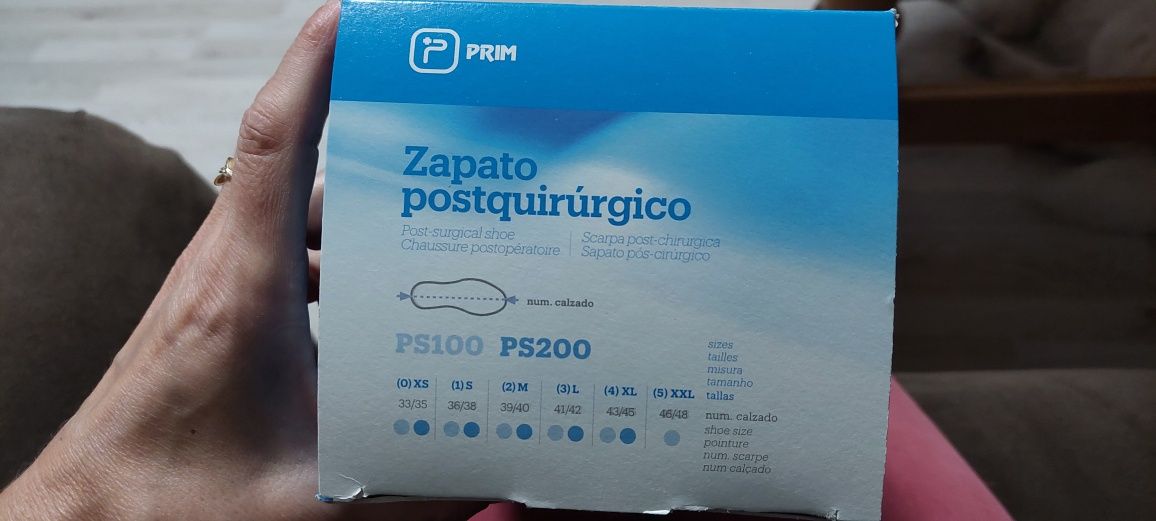 PRIM
Zapato
postquirúrgico
Post-surgical shoe
Chaussure postopératoire
Scarpa post-chirurgica
Sapato pós-cirúrgico
num. calzado
PS100 PS200
sizes
tailles
misura
tamanho
tallas
(0) XS (1) S (2) M (3) L (4) XL (5) XXL
33/35 36/38 39/40 41/42 43/45 46/48
num. calzado
shoe size
pointure
num. scarpe
num calçado